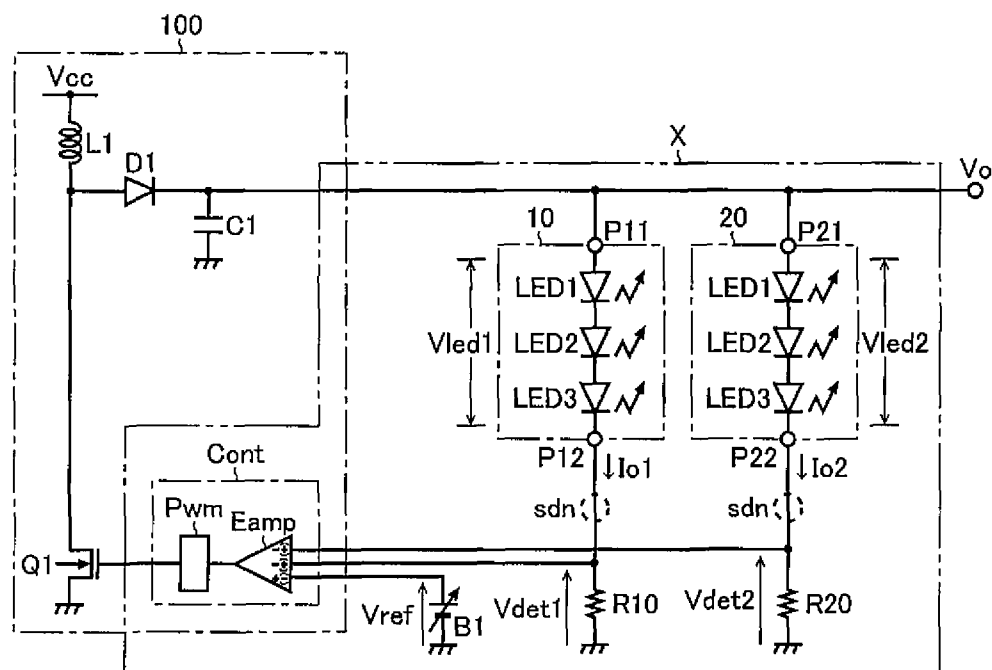 100
Vcc
L1
D1
C1
X
Vo
10
P11
20
P21
LED1
LED1
Vled1
LED2
LED2
Vled2
LED3
LED3
P12
Io1
P22
Io2
Cont
sdn
sdn
Pwm
Eamp
Q1
Vref
B1
Vdet1
R10
Vdet2
R20